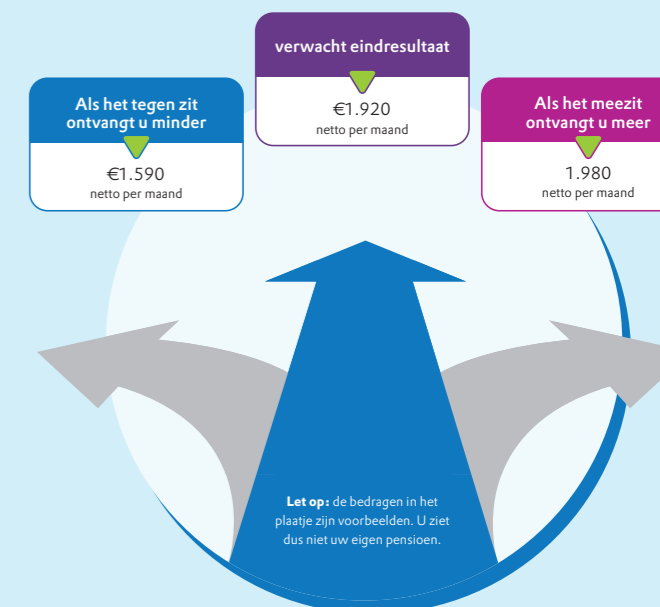 verwacht eindresultaat
€1.920
netto per maand
Als het tegen zit
ontvangt u minder
€1.590
netto per maand
Als het meezit
ontvangt u meer
1.980
netto per maand
Let op: de bedragen in het
plaatje zijn voorbeelden. U ziet
dus niet uw eigen pensioen.